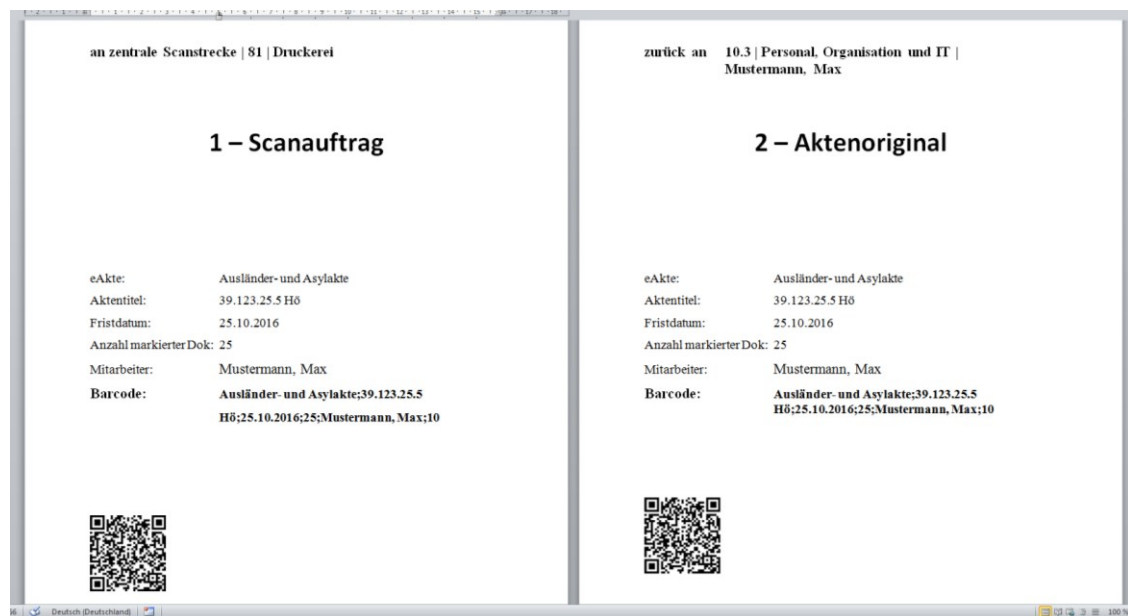 an zentrale Scanstrecke | 81 | Druckerei
1 – Scanauftrag
eAkte: Ausländer- und Asylakte
Aktentitel: 39.123.25.5 Hö
Fristdatum: 25.10.2016
Anzahl markierter Dok: 25
Mitarbeiter: Mustermann, Max
Barcode: Ausländer- und Asylakte;39.123.25.5
Hö;25.10.2016;25;Mustermann, Max;10
zurück an 10.3 | Personal, Organisation und IT |
Mustermann, Max
2 – Aktenoriginal
eAkte: Ausländer- und Asylakte
Aktentitel: 39.123.25.5 Hö
Fristdatum: 25.10.2016
Anzahl markierter Dok: 25
Mitarbeiter: Mustermann, Max
Barcode: Ausländer- und Asylakte;39.123.25.5
Hö;25.10.2016;25;Mustermann, Max;10
Deutsch (Deutschland)
100 %